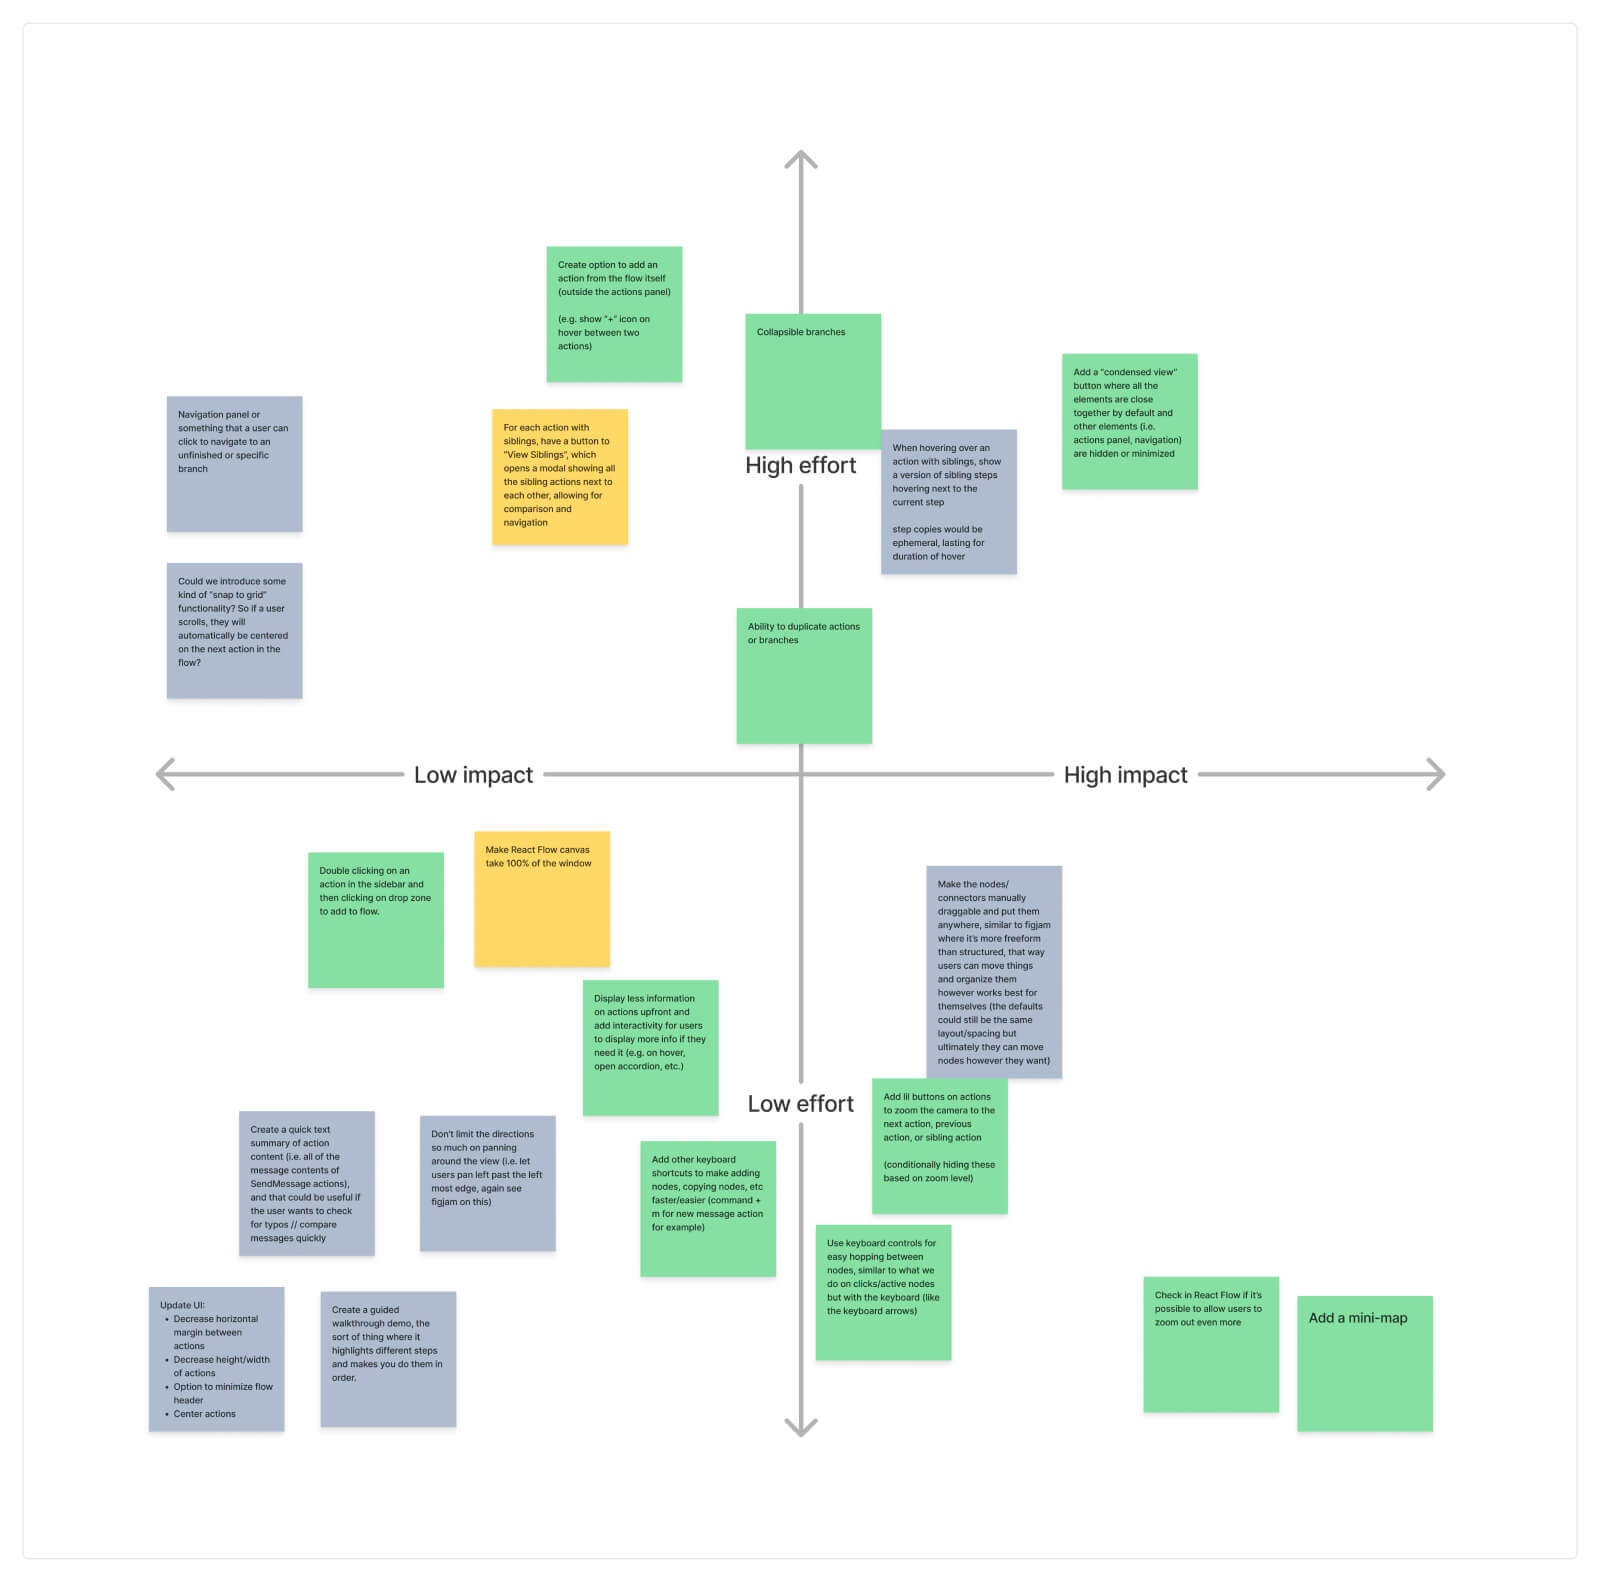 Create option to add an
action from the flow itself
(outside the actions panel)
(e.g. show "+" icon on
hover between two
actions)
Collapsible branches
Add a "condensed view"
button where all the
elements are close
together by default and
other elements (i.e.
actions panel, navigation)
are hidden or minimized
Navigation panel or
something that a user can
click to navigate to an
unfinished or specific
branch
For each action with
siblings, have a button to
"View Siblings", which
opens a modal showing all
the sibling actions next to
each other, allowing for
comparison and
navigation
High effort
When hovering over an
action with siblings, show
a version of sibling steps
hovering next to the
current step
step copies would be
ephemeral, lasting for
duration of hover
Could we introduce some
kind of "snap to grid"
functionality? So if a user
scrolls, they will
automatically be centered
on the next action in the
flow?
Ability to duplicate actions
or branches
Low impact
High impact
Double clicking on an
action in the sidebar and
then clicking on drop zone
to add to flow.
Make React Flow canvas
take 100% of the window
Make the nodes/
connectors manually
draggable and put them
anywhere, similar to figjam
where it's more freeform
than structured, that way
users can move things
and organize them
however works best for
themselves (the defaults
could still be the same
layout/spacing but
ultimately they can move
nodes however they want)
Display less information
on actions upfront and
add interactivity for users
to display more info if they
need it (e.g. on hover,
open accordion, etc.)
Low effort
Add lil buttons on actions
to zoom the camera to the
next action, previous
action, or sibling action
(conditionally hiding these
based on zoom level)
Create a quick text
summary of action
content (i.e. all of the
message contents of
SendMessage actions),
and that could be useful if
the user wants to check
for typos // compare
messages quickly
Don't limit the directions
so much on panning
around the view (i.e. let
users pan left past the left
most edge, again see
figjam on this)
Add other keyboard
shortcuts to make adding
nodes, copying nodes, etc
faster/easier (command +
m for new message action
for example)
Use keyboard controls for
easy hopping between
nodes, similar to what we
do on clicks/active nodes
but with the keyboard (like
the keyboard arrows)
Update UI:
• Decrease horizontal
margin between
actions
• Decrease height/width
of actions
• Option to minimize flow
header
• Center actions
Create a guided
walkthrough demo, the
sort of thing where it
highlights different steps
and makes you do them in
order.
Check in React Flow if it's
possible to allow users to
zoom out even more
Add a mini-map